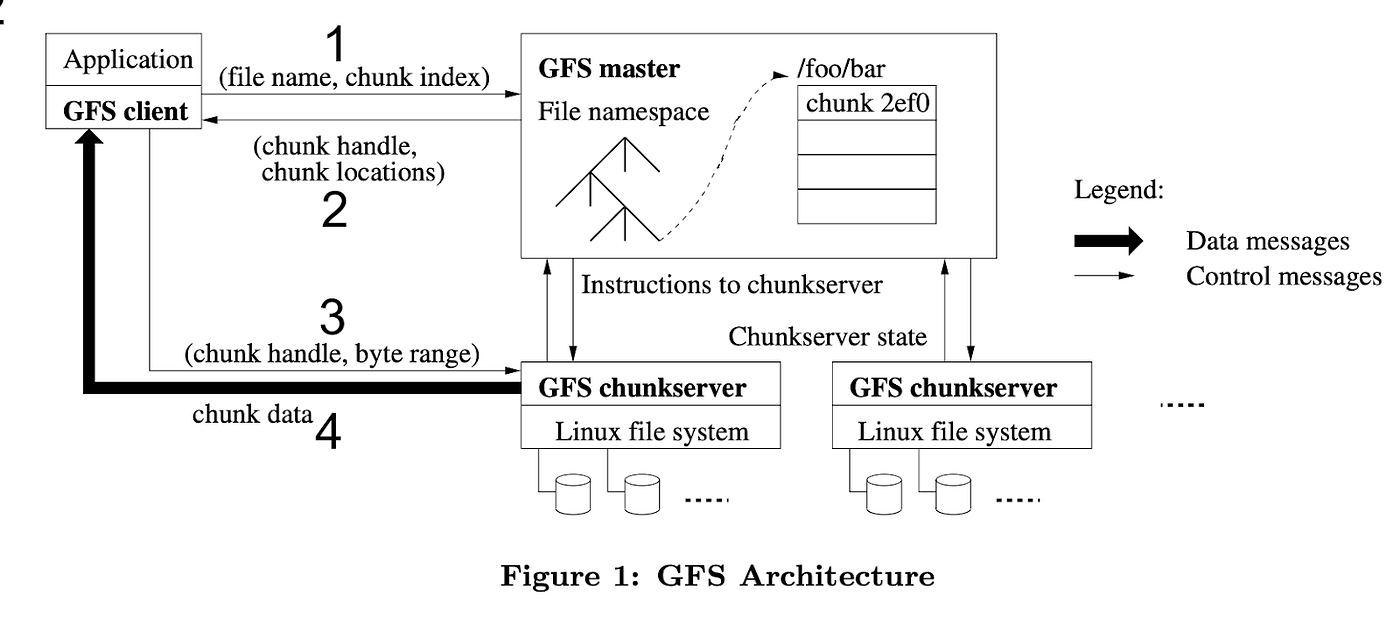 Application
GFS client
1
(file name, chunk index)
(chunk handle,
chunk locations)
2
GFS master
File namespace
/foo/bar
chunk 2ef0
Legend:
Data messages
Control messages
Instructions to chunkserver
Chunkserver state
3
(chunk handle, byte range)
chunk data
4
GFS chunkserver
Linux file system
GFS chunkserver
Linux file system
Figure 1: GFS Architecture